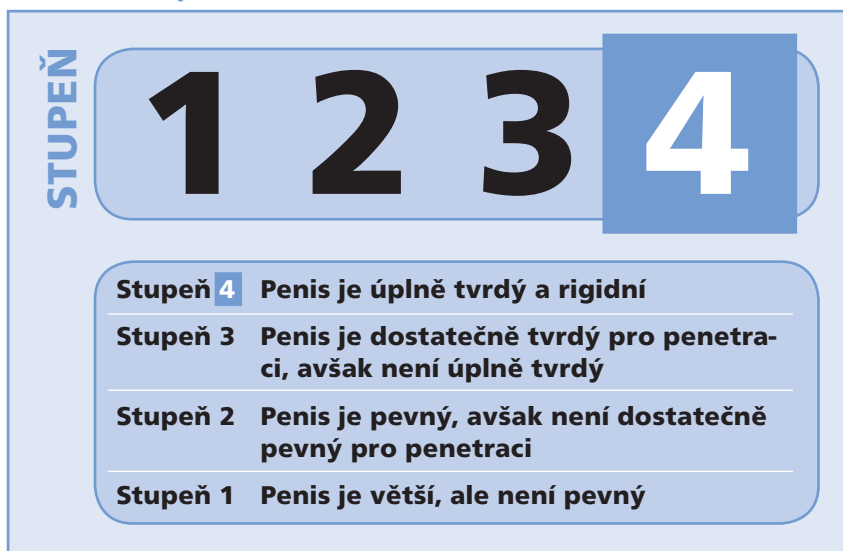 STUPEŇ
1 2 3 4
Stupeň 4 Penis je úplně tvrdý a rigidní
Stupeň 3 Penis je dostatečně tvrdý pro penetra-
ci, avšak není úplně tvrdý
Stupeň 2 Penis je pevný, avšak není dostatečně
pevný pro penetraci
Stupeň 1 Penis je větší, ale není pevný